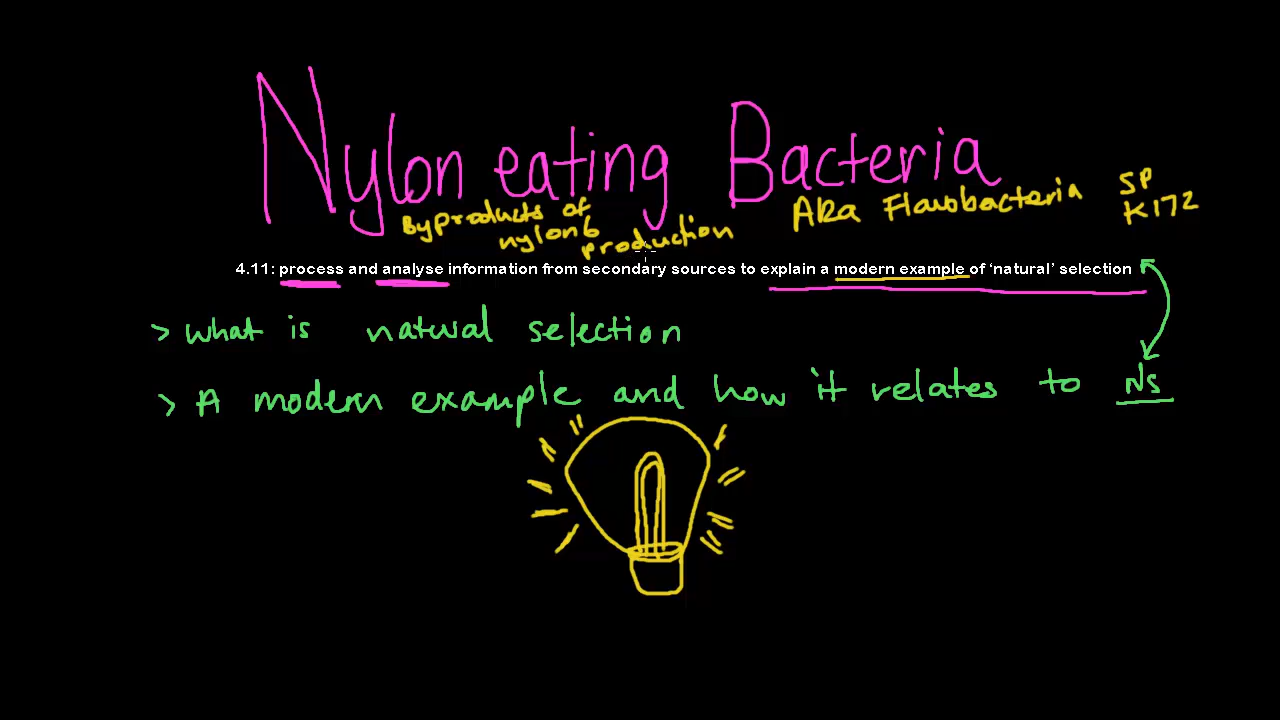 Nylon eating Bacteria
Byproducts of
nylon6
production
AKA Flavobacteria
SP
K172
4.11: process and analyse information from secondary sources to explain a modern example of ‘natural’ selection
> what is natural selection
> A modern example and how it relates to NS